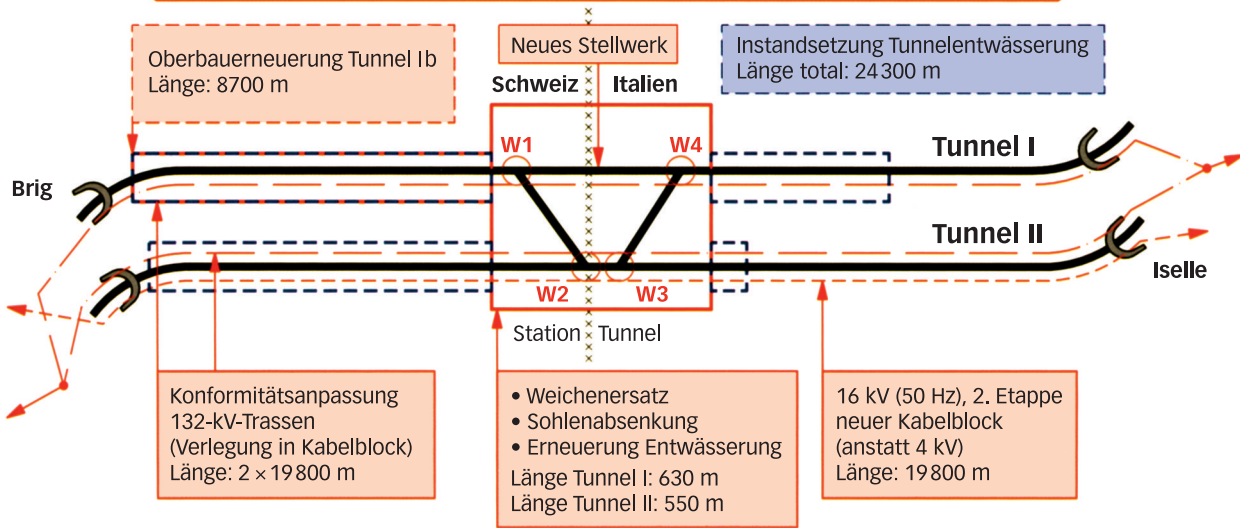 Oberbauerneuerung Tunnel Ib
Länge: 8700 m
Neues Stellwerk
Instandsetzung Tunnelentwässerung
Länge total: 24300 m
Schweiz
Italien
W1
W4
Tunnel I
Brig
Tunnel II
W2
W3
Iselle
Station
Tunnel
Konformitätsanpassung
132-kV-Trassen
(Verlegung in Kabelblock)
Länge: 2 × 19800 m
• Weichenersatz
• Sohlenabsenkung
• Erneuerung Entwässerung
Länge Tunnel I: 630 m
Länge Tunnel II: 550 m
16 kV (50 Hz), 2. Etappe
neuer Kabelblock
(anstatt 4 kV)
Länge: 19800 m